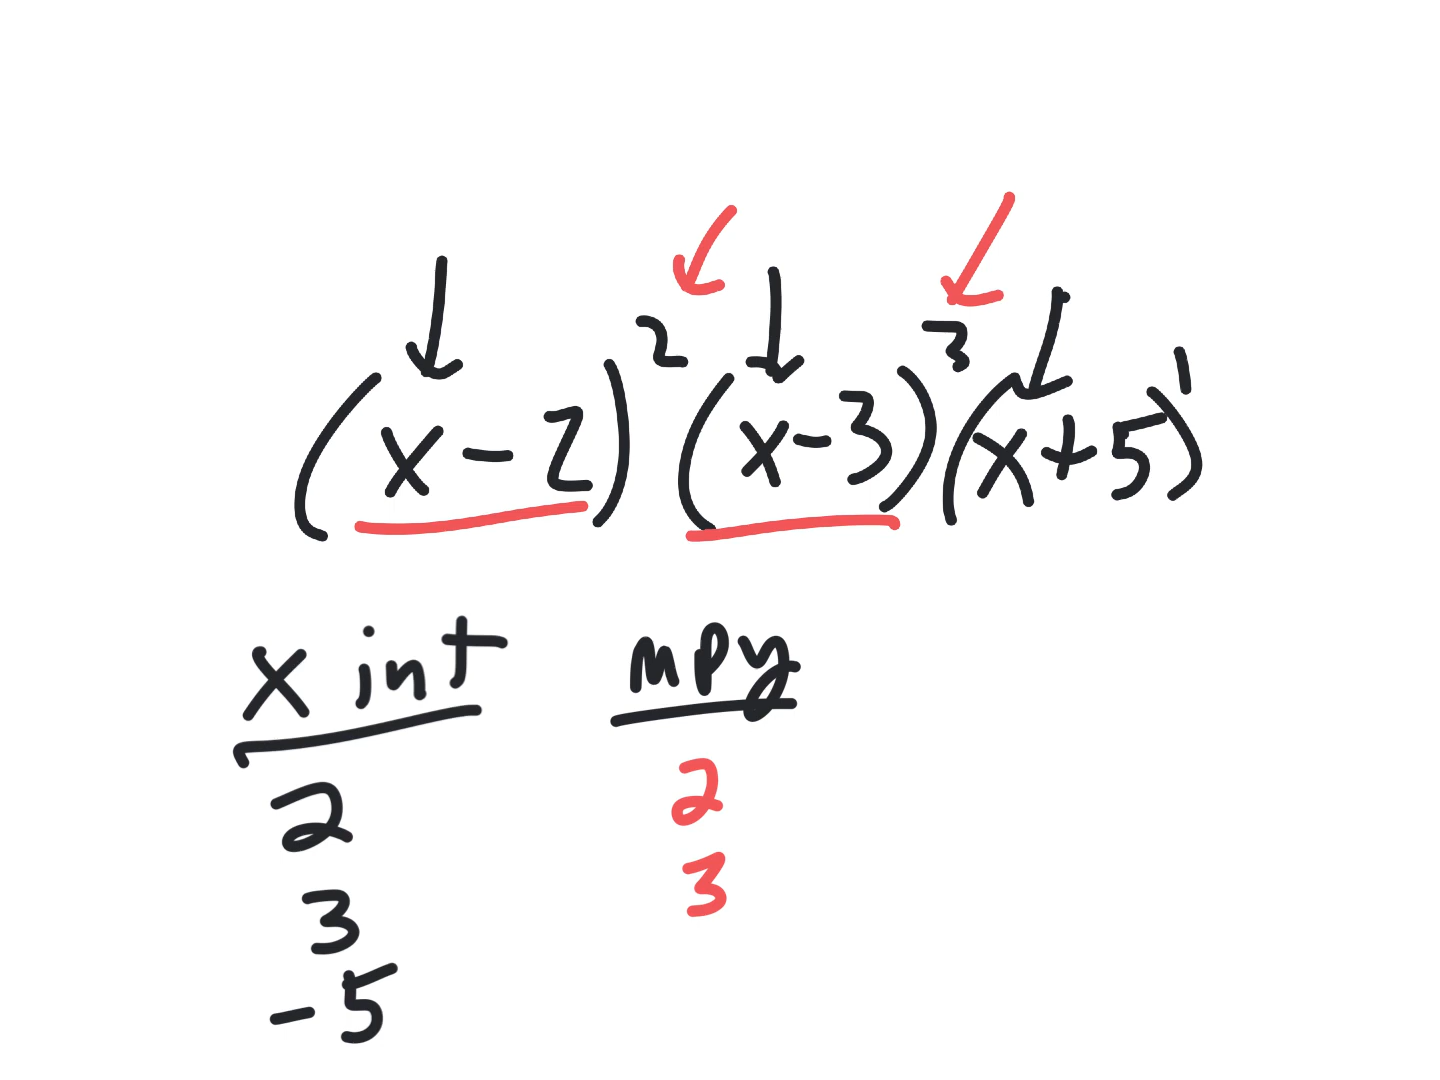 (x-2)²(x-3)³(x+5)¹
x int mpy
2 2
3 3
-5